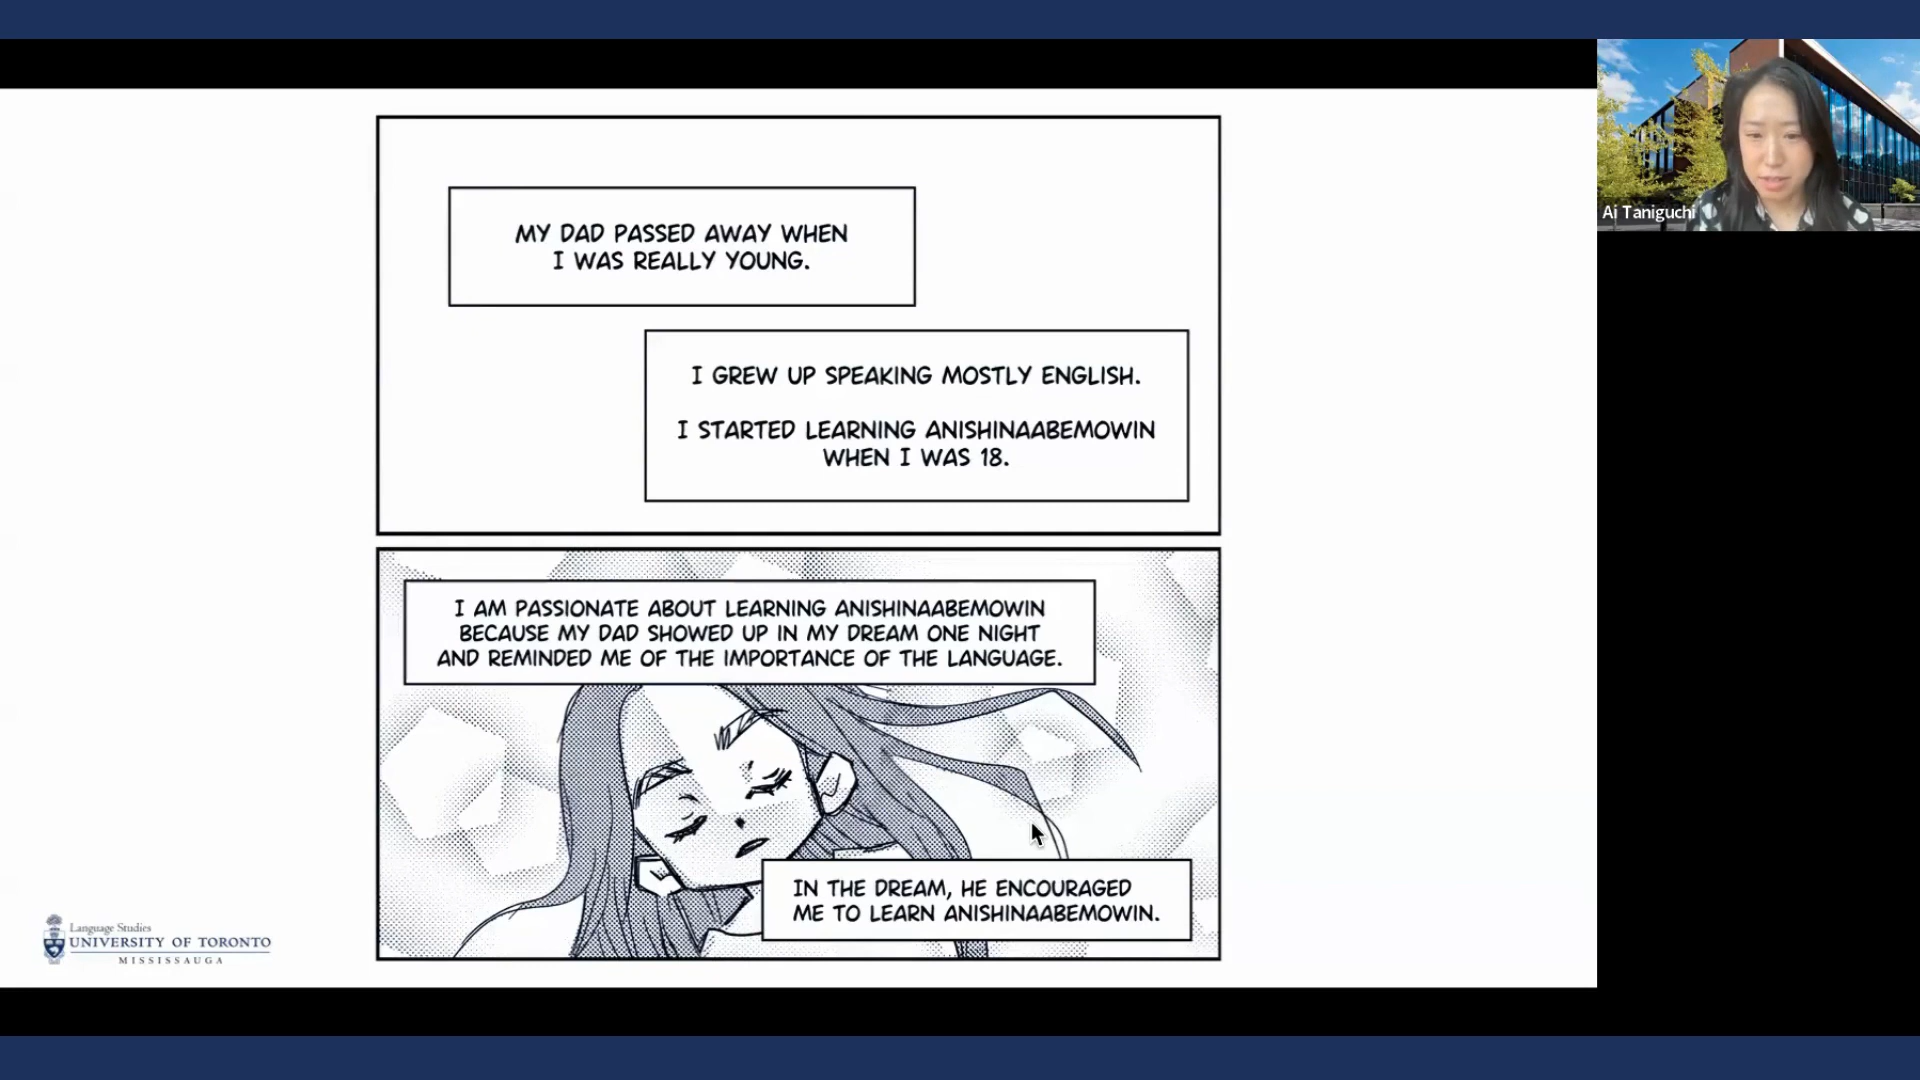 MY DAD PASSED AWAY WHEN
I WAS REALLY YOUNG.
I GREW UP SPEAKING MOSTLY ENGLISH.
I STARTED LEARNING ANISHINAABEMOWIN
WHEN I WAS 18.
I AM PASSIONATE ABOUT LEARNING ANISHINAABEMOWIN
BECAUSE MY DAD SHOWED UP IN MY DREAM ONE NIGHT
AND REMINDED ME OF THE IMPORTANCE OF THE LANGUAGE.
IN THE DREAM, HE ENCOURAGED
ME TO LEARN ANISHINAABEMOWIN.
Language Studies
UNIVERSITY OF TORONTO
MISSISSAUGA
Ai Taniguchi